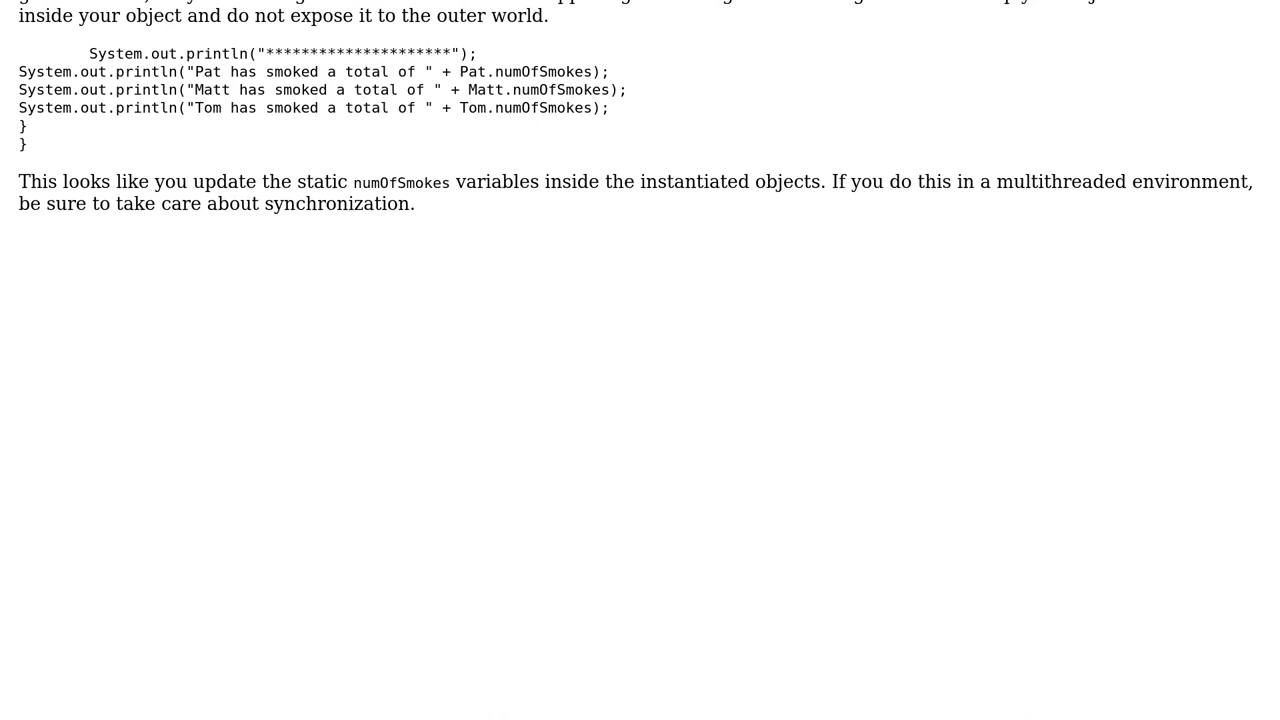 inside your object and do not expose it to the outer world.
        System.out.println("*********************");
System.out.println("Pat has smoked a total of " + Pat.numOfSmokes);
System.out.println("Matt has smoked a total of " + Matt.numOfSmokes);
System.out.println("Tom has smoked a total of " + Tom.numOfSmokes);
}
}
This looks like you update the static numOfSmokes variables inside the instantiated objects. If you do this in a multithreaded environment,
be sure to take care about synchronization.